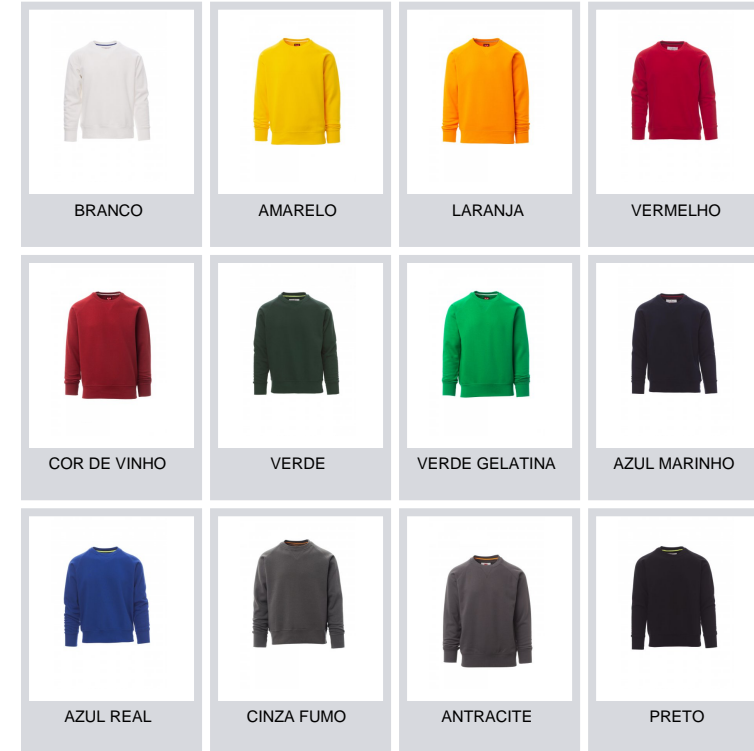 BRANCO
AMARELO
LARANJA
VERMELHO
COR DE VINHO
VERDE
VERDE GELATINA
AZUL MARINHO
AZUL REAL
CINZA FUMO
ANTRACITE
PRETO